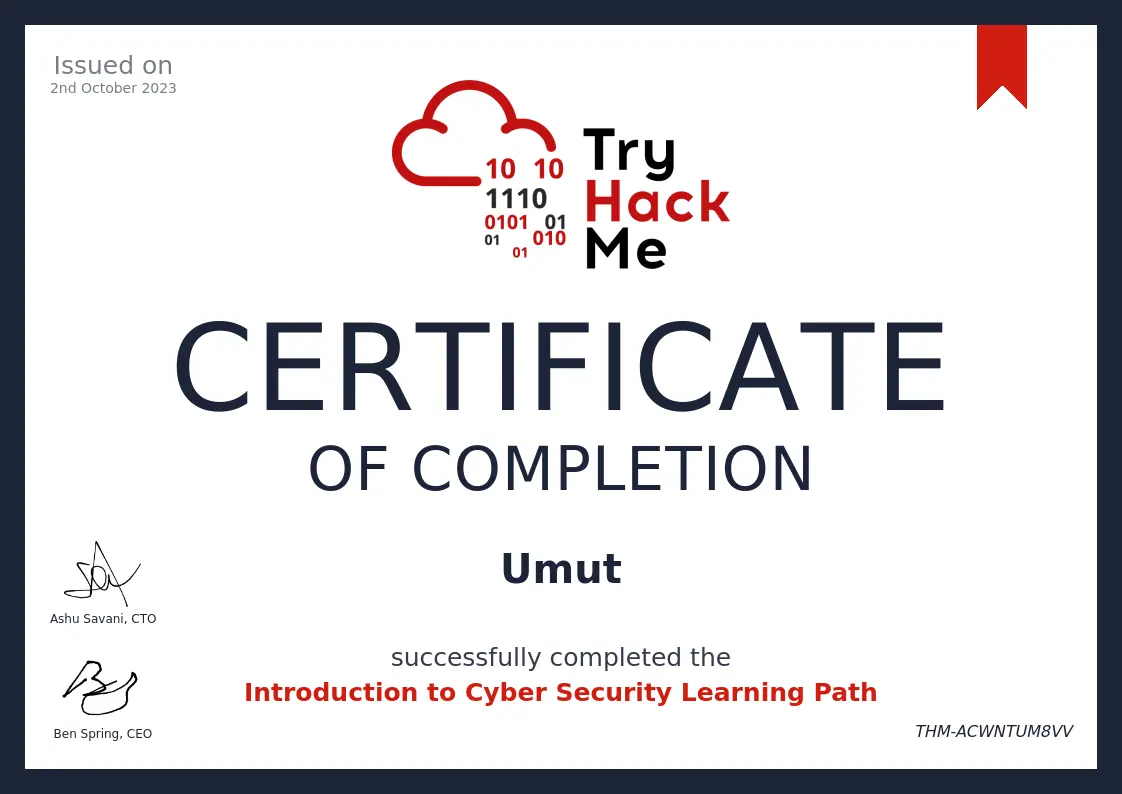 Issued on
2nd October 2023
10 10
1110
0101 01
01 010
01
Try
Hack
Me
CERTIFICATE
OF COMPLETION
Umut
Ashu Savani, CTO
successfully completed the
Introduction to Cyber Security Learning Path
Ben Spring, CEO
THM-ACWNTUM8VV